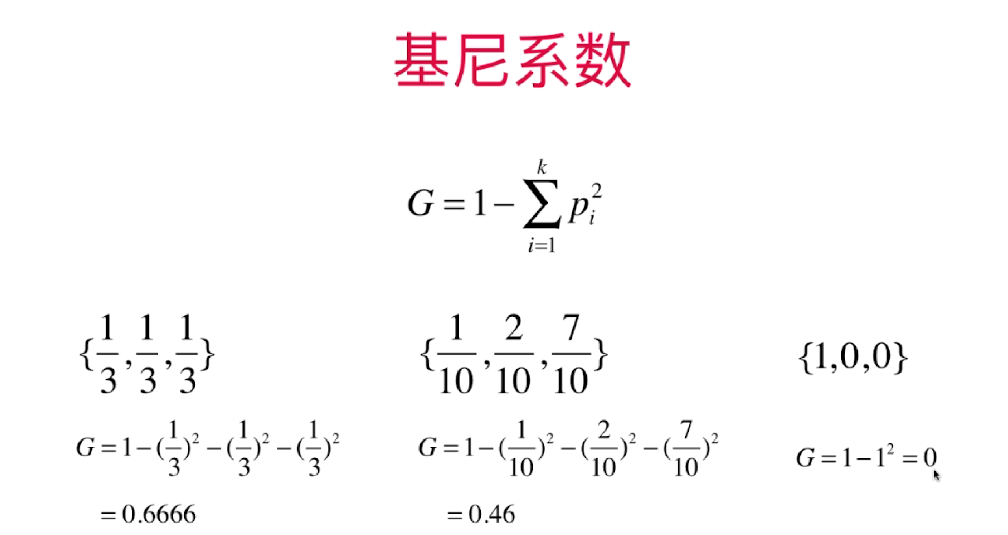 基尼系数
G = 1 − \sum_{i=1}^{k} p_i^2
{\frac{1}{3}, \frac{1}{3}, \frac{1}{3}}
{\frac{1}{10}, \frac{2}{10}, \frac{7}{10}}
{1,0,0}
G = 1 − (\frac{1}{3})^2 − (\frac{1}{3})^2 − (\frac{1}{3})^2
= 0.6666
G = 1 − (\frac{1}{10})^2 − (\frac{2}{10})^2 − (\frac{7}{10})^2
= 0.46
G = 1 − 1^2 = 0